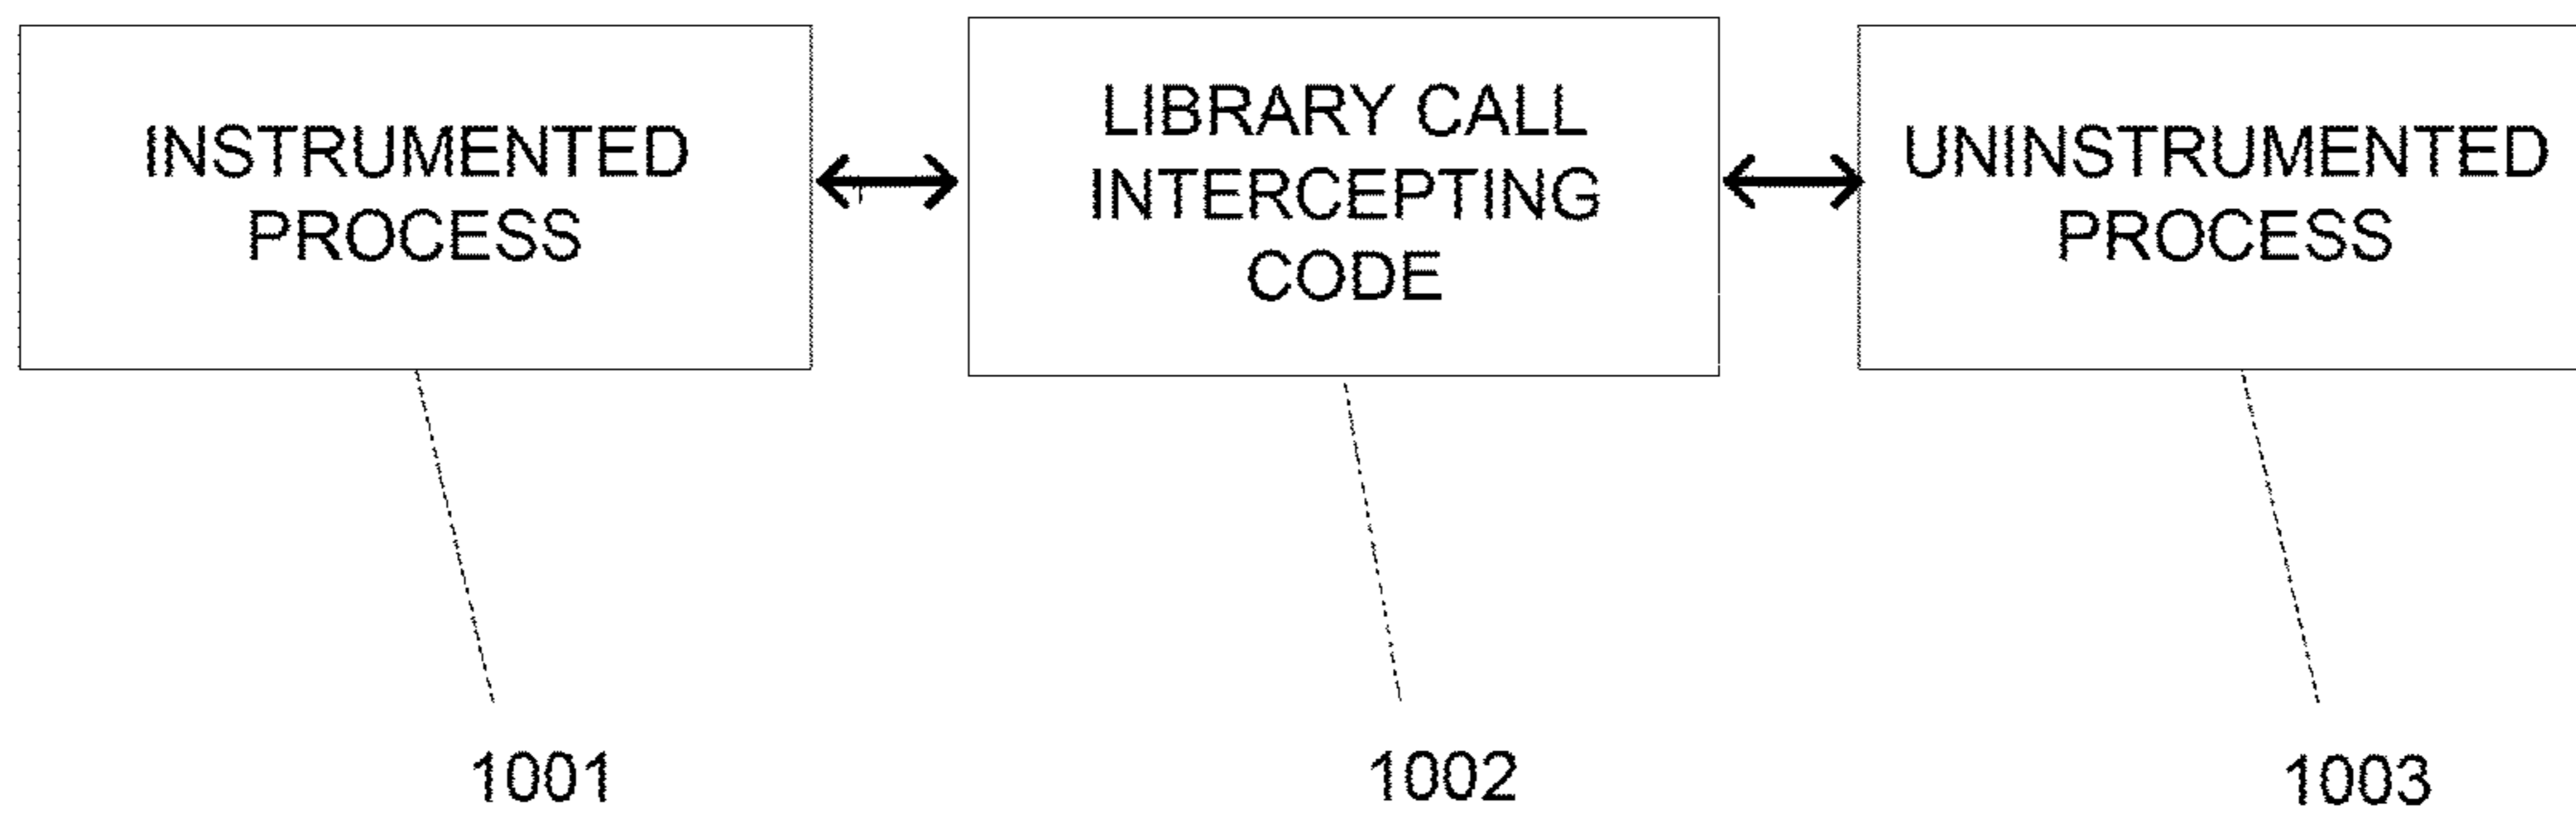 INSTRUMENTED
PROCESS
LIBRARY CALL
INTERCEPTING
CODE
UNINSTRUMENTED
PROCESS
1001
1002
1003